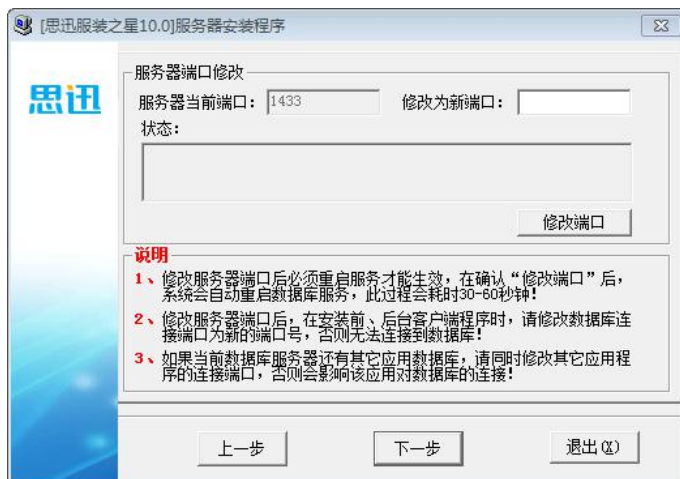 [思迅服装之星10.0]服务器安装程序
思迅
服务器端口修改
服务器当前端口： 1433 修改为新端口：
状态：
修改端口
说明
1、修改服务器端口后必须重启服务才能生效，在确认“修改端口”后，
系统会自动重启数据库服务，此过程会耗时30-60秒钟！
2、修改服务器端口后，在安装前、后台客户端程序时，请修改数据库连
接端口为新的端口号，否则无法连接到数据库！
3、如果当前数据库服务器还有其它应用数据库，请同时修改其它应用程
序的连接端口，否则会影响该应用对数据库的连接！
上一步 下一步 退出(X)